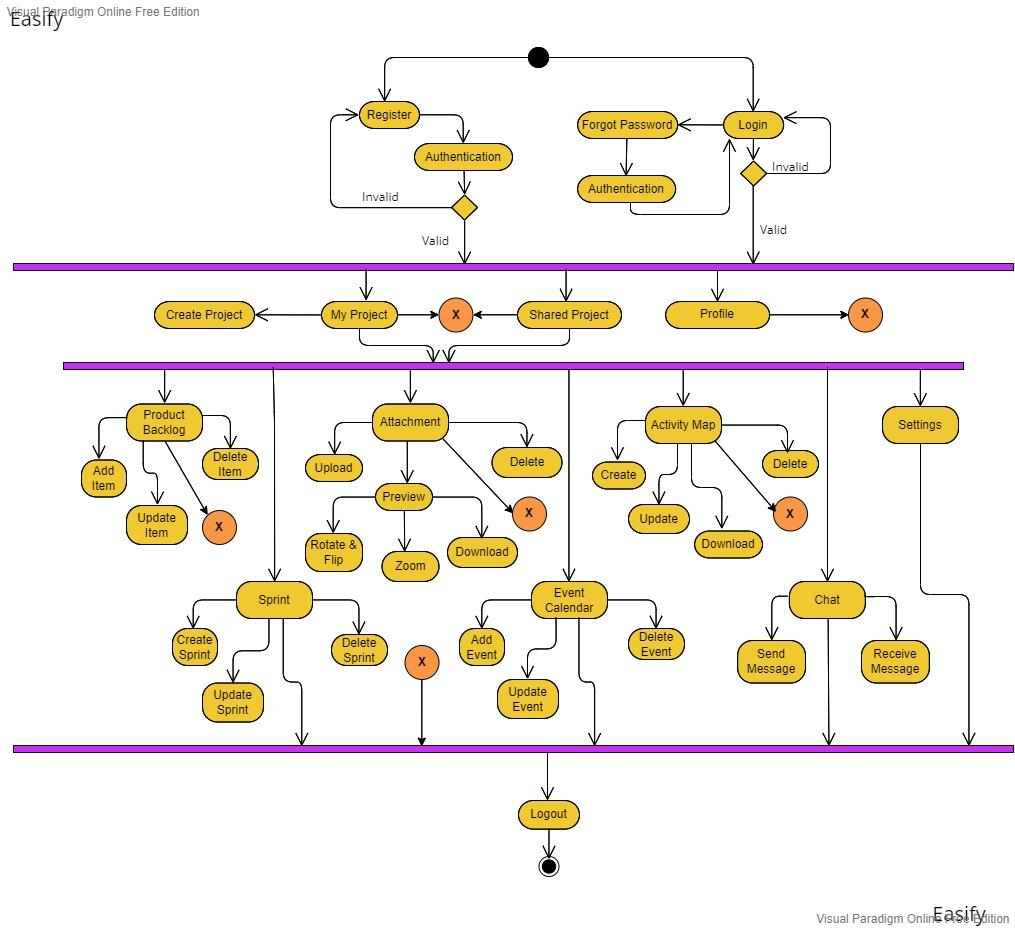 Visual Paradigm Online Free Edition
Easify
Register
Forgot Password
Login
Authentication
Invalid
Authentication
Invalid
Valid
Valid
Create Project
My Project
X
Shared Project
Profile
X
Product
Backlog
Attachment
Activity Map
Settings
Add
Item
Delete
Item
Upload
Delete
Create
Delete
Update
Item
X
Preview
X
Update
X
Rotate &
Flip
Zoom
Download
Download
Sprint
Event
Calendar
Chat
Create
Sprint
Delete
Sprint
X
Add
Event
Delete
Event
Send
Message
Receive
Message
Update
Sprint
Update
Event
Logout
Easify
Visual Paradigm Online Free Edition